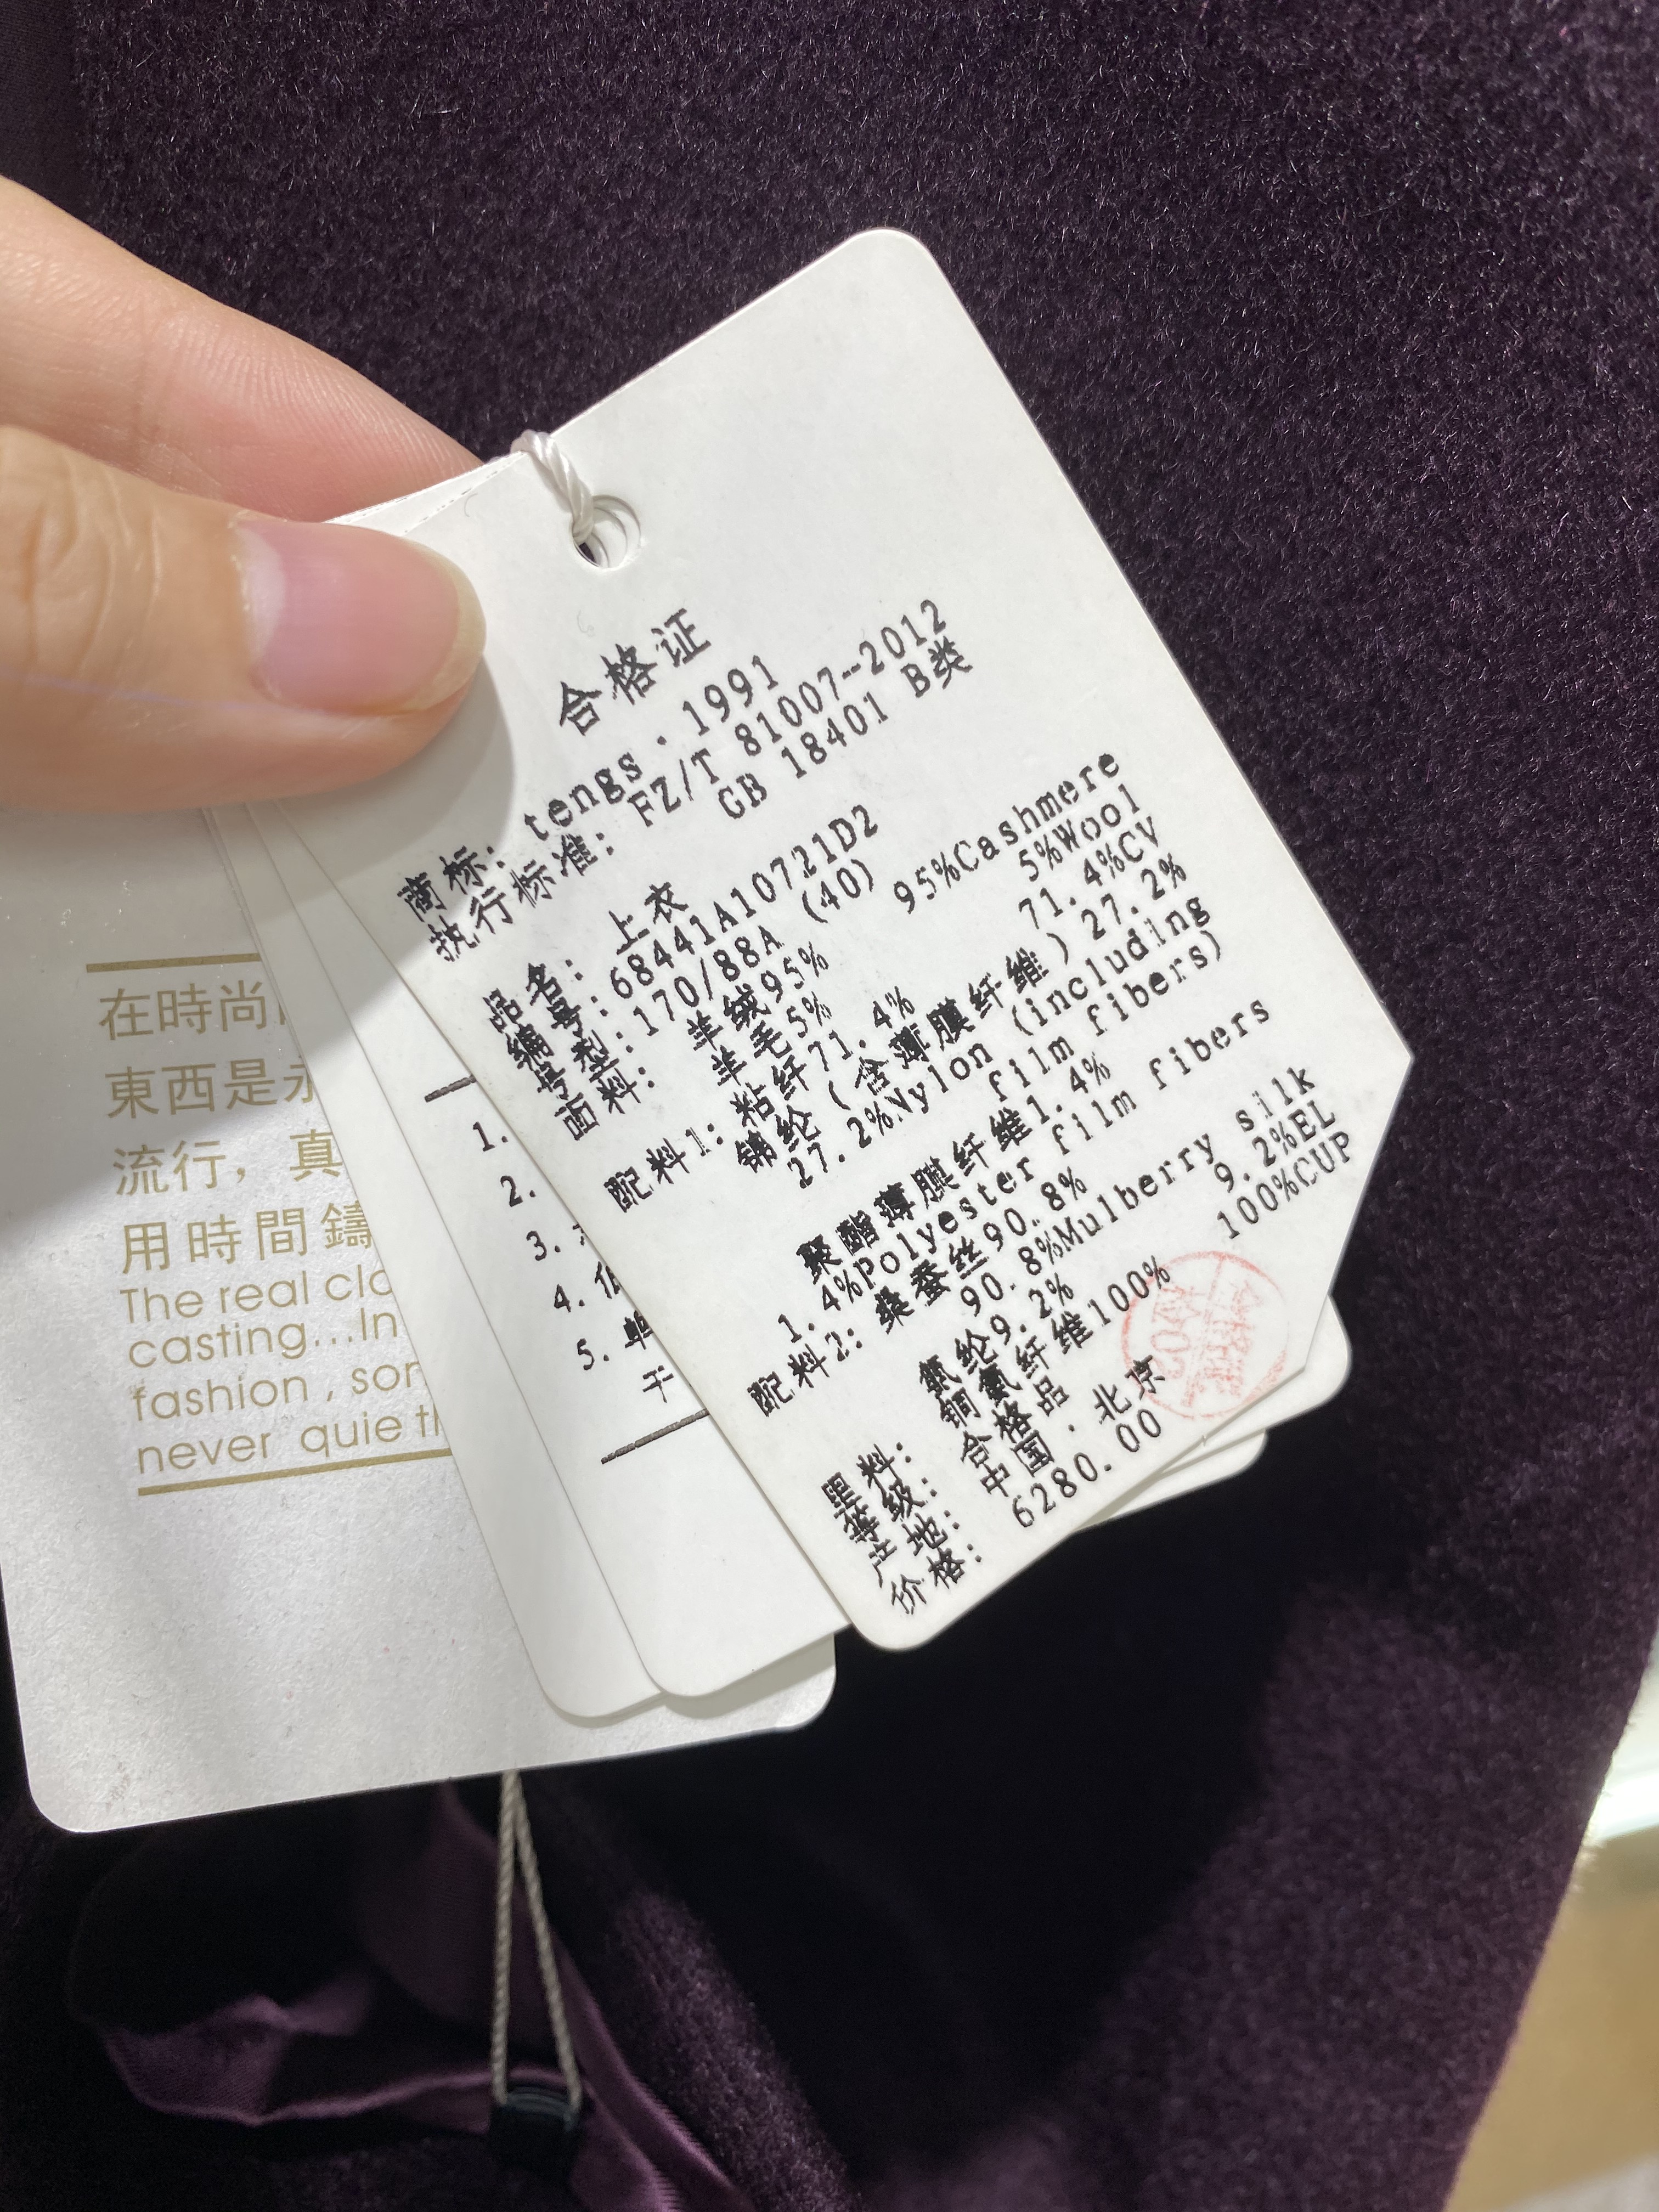 合格证
商标: tengs.1991
执行标准: FZ/T 81007--2012
GB 18401 B类
品名: 上衣
编号: 68441A10721D2
号型: 170/88A (40)
面料: 羊绒95% 95%Cashmere
羊毛5% 5%Wool
配料1: 粘纤71.4% 71.4%CV
锦纶(含薄膜纤维)27.2%
27.2%Nylon (including
film fibers)
聚酯薄膜纤维1.4%
1.4%Polyester film fibers
配料2: 桑蚕丝90.8%
90.8%Mulberry silk
氨纶9.2% 9.2%EL
里料: 铜氨纤维100% 100%CUP
等级: 合格品
产地: 中国.北京
价格: 6280.00
1.
2.
3.
4.
5.
干
在時尚
東西是永
流行，真
用時間鑄
The real clo
casting...In
fashion , son
never quie th